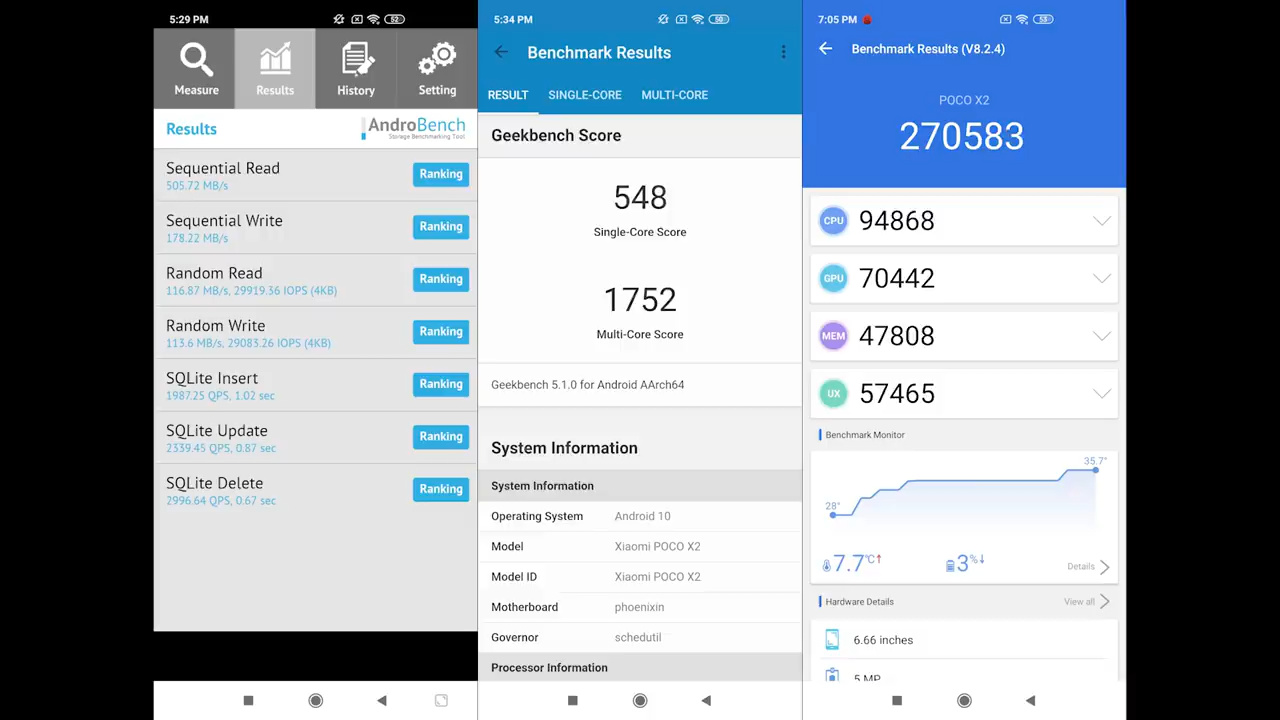 5:29 PM
52
Measure
Results
History
Setting
Results
AndroBench
Storage Benchmarking Tool
Sequential Read
505.72 MB/s
Ranking
Sequential Write
178.22 MB/s
Ranking
Random Read
116.87 MB/s, 29919.36 IOPS (4KB)
Ranking
Random Write
113.6 MB/s, 29083.26 IOPS (4KB)
Ranking
SQLite Insert
1987.25 QPS, 1.02 sec
Ranking
SQLite Update
2339.45 QPS, 0.87 sec
Ranking
SQLite Delete
2996.64 QPS, 0.67 sec
Ranking
5:34 PM
50
Benchmark Results
RESULT SINGLE-CORE MULTI-CORE
Geekbench Score
548
Single-Core Score
1752
Multi-Core Score
Geekbench 5.1.0 for Android AArch64
System Information
System Information
Operating System Android 10
Model Xiaomi POCO X2
Model ID Xiaomi POCO X2
Motherboard phoenixin
Governor schedutil
Processor Information
7:05 PM
53
Benchmark Results (V8.2.4)
POCO X2
270583
CPU 94868
GPU 70442
MEM 47808
UX 57465
Benchmark Monitor
35.7°
28°
7.7°C↑
3%↓
Details
Hardware Details
View all
6.66 inches
5 MP